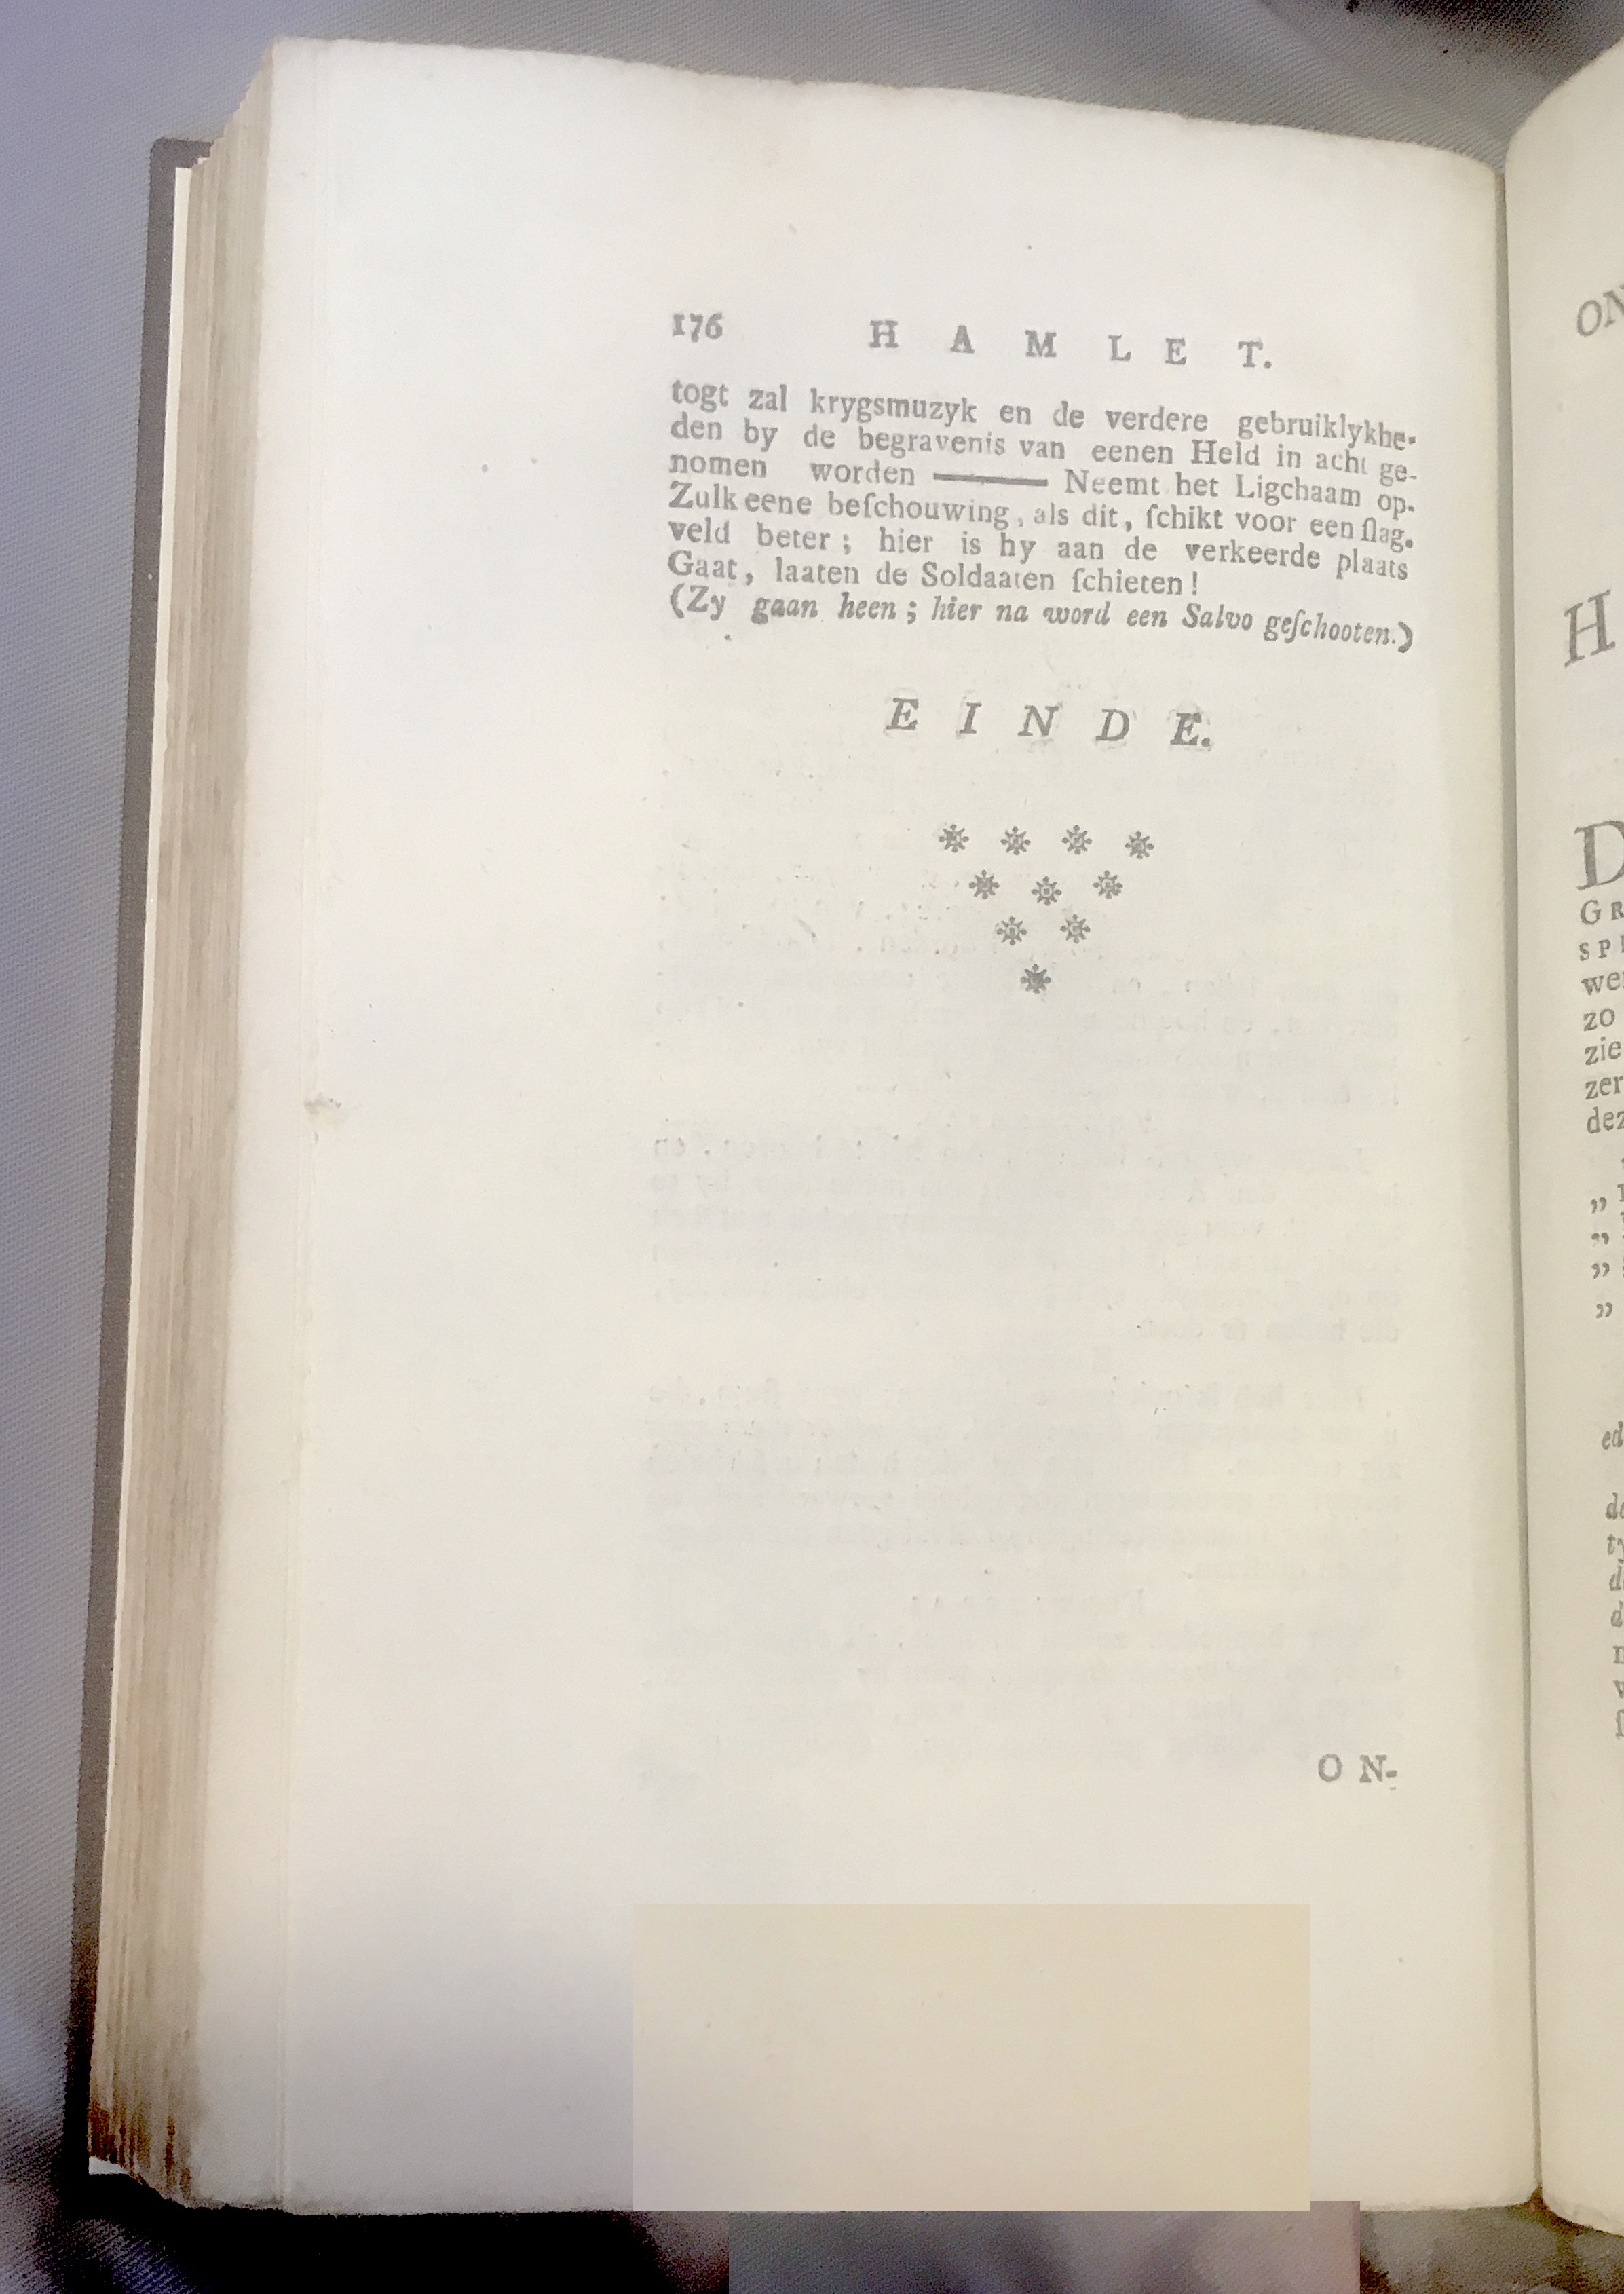 176 H A M L E T.
togt zal krygsmuzyk en de verdere gebruiklykhe-
den by de begravenis van eenen Held in acht ge-
nomen worden ——— Neemt het Ligchaam op.
Zulk eene beſchouwing, als dit, ſchikt voor een ſlag-
veld beter; hier is hy aan de verkeerde plaats
Gaat, laaten de Soldaaten ſchieten!
(Zy gaan heen; hier na word een Salvo geſchooten.)
E I N D E.
* * * *
* * *
* *
*
O N-
ON
H
D
GR
we
zo
zie
zer
dez
„
„
„
„
ed